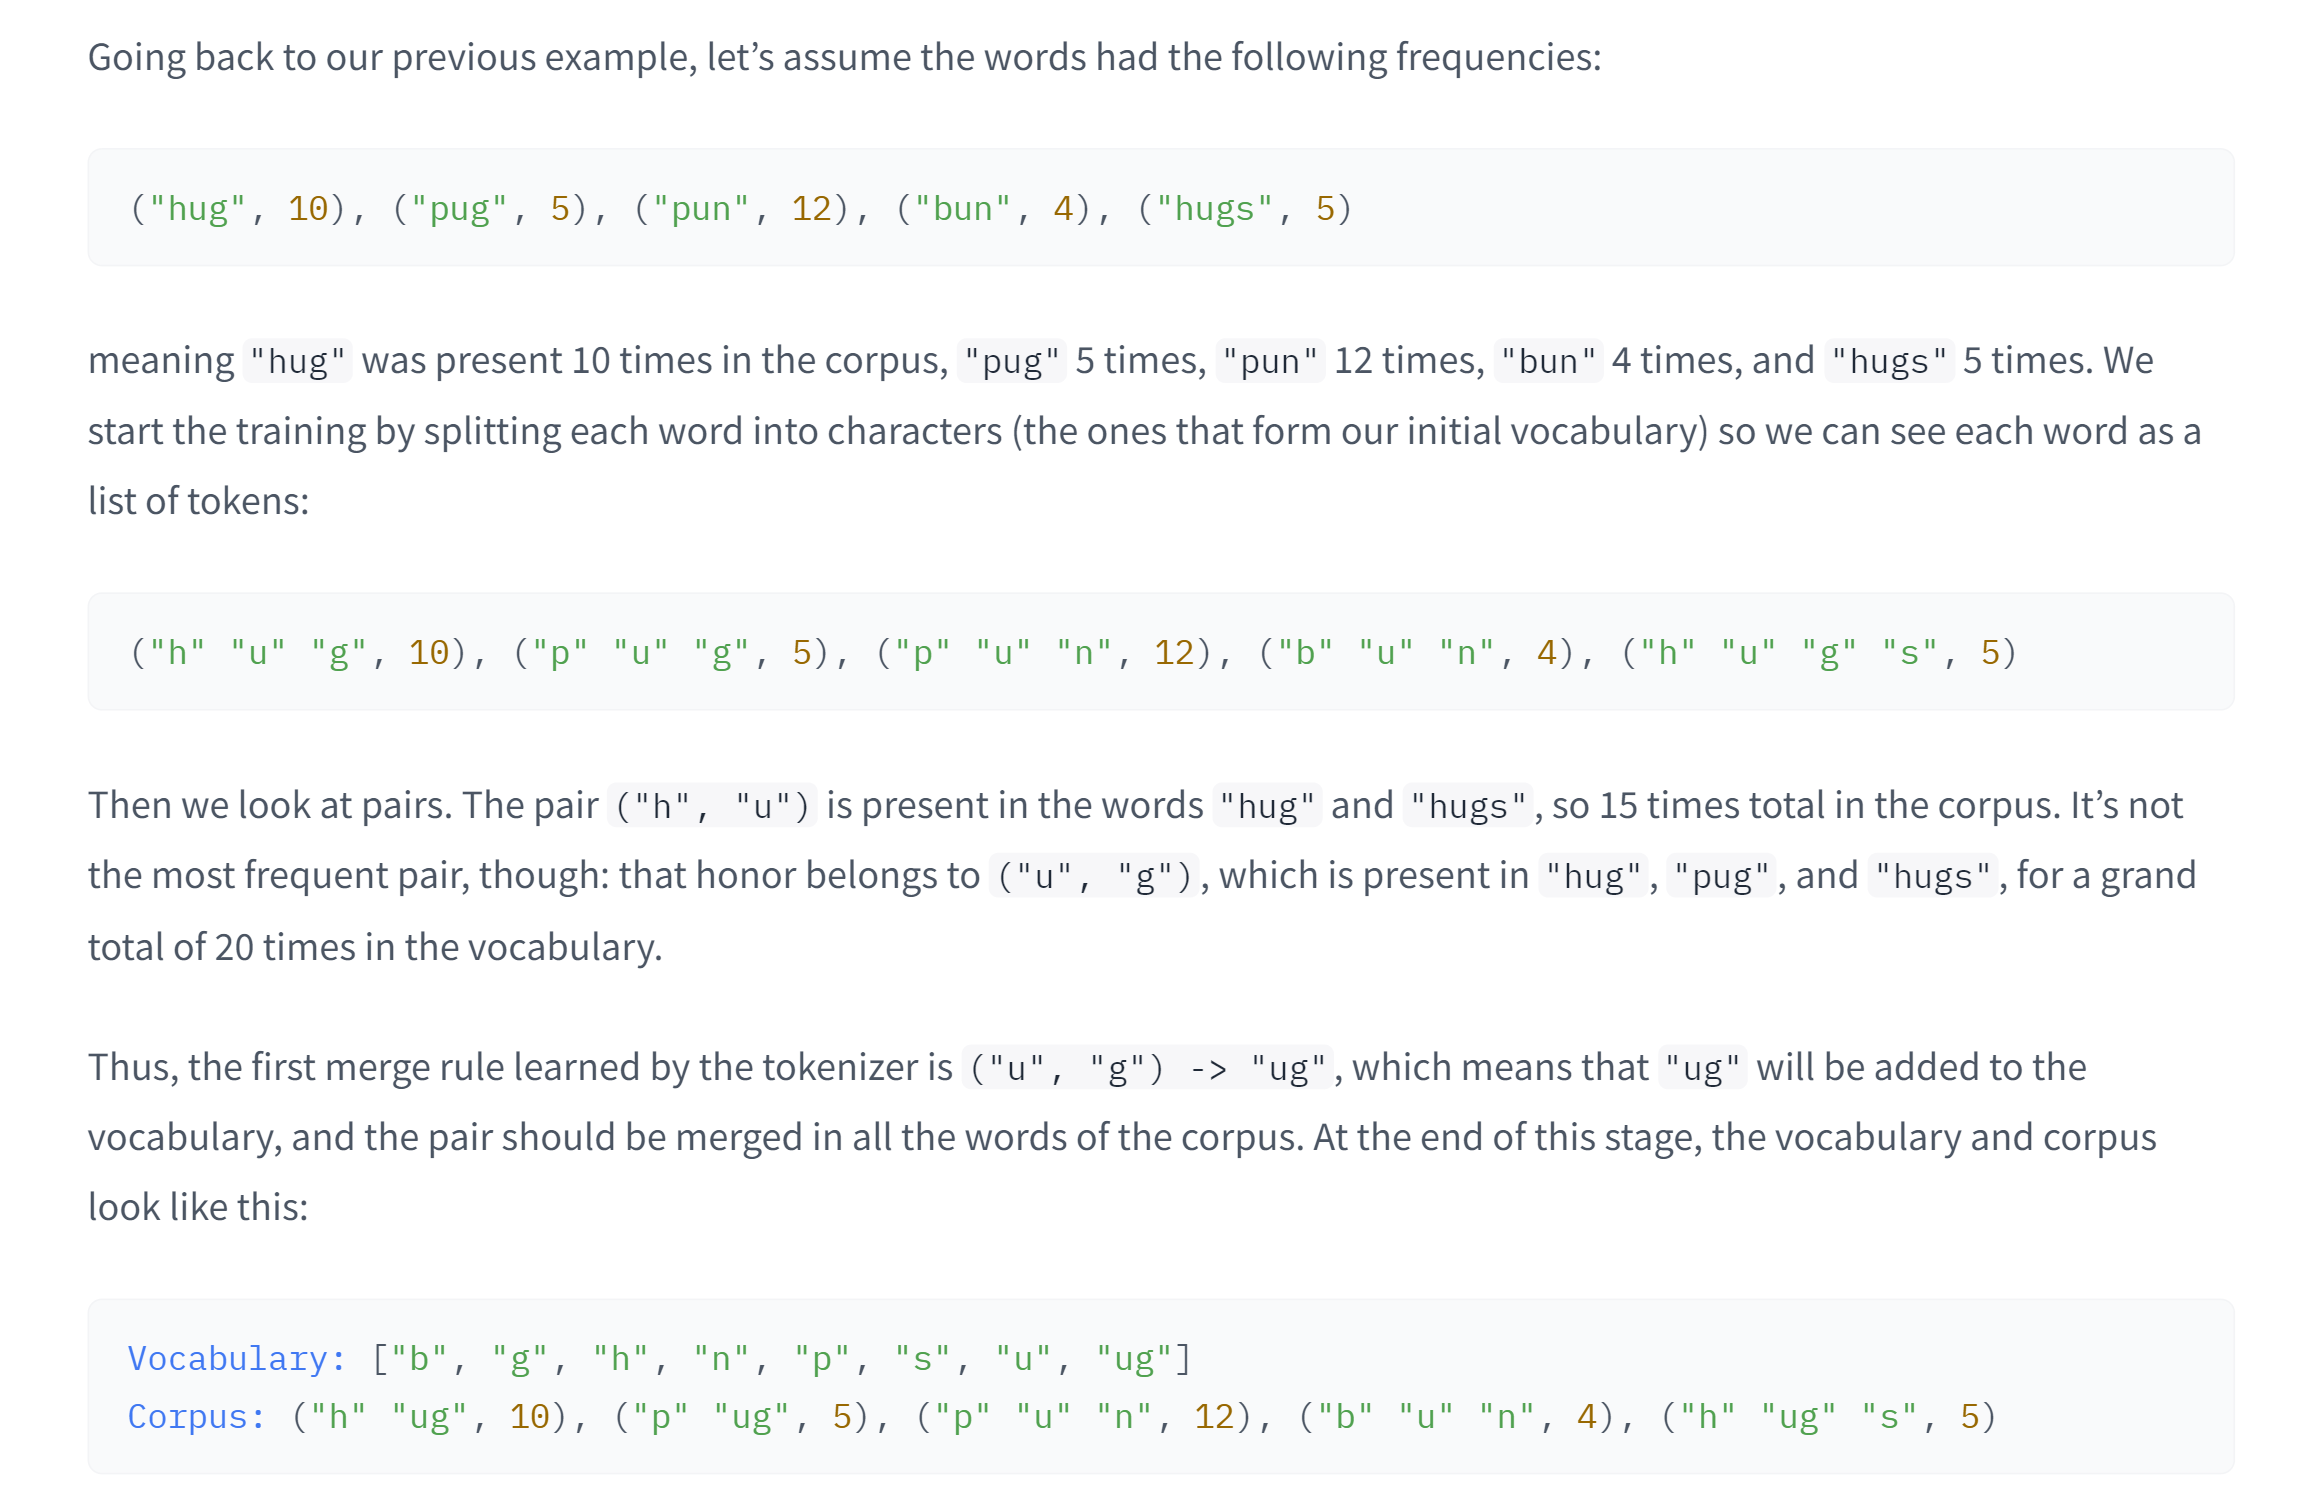 Going back to our previous example, let’s assume the words had the following frequencies:
("hug", 10), ("pug", 5), ("pun", 12), ("bun", 4), ("hugs", 5)
meaning "hug" was present 10 times in the corpus, "pug" 5 times, "pun" 12 times, "bun" 4 times, and "hugs" 5 times. We
start the training by splitting each word into characters (the ones that form our initial vocabulary) so we can see each word as a
list of tokens:
("h" "u" "g", 10), ("p" "u" "g", 5), ("p" "u" "n", 12), ("b" "u" "n", 4), ("h" "u" "g" "s", 5)
Then we look at pairs. The pair ("h", "u") is present in the words "hug" and "hugs", so 15 times total in the corpus. It’s not
the most frequent pair, though: that honor belongs to ("u", "g"), which is present in "hug", "pug", and "hugs", for a grand
total of 20 times in the vocabulary.
Thus, the first merge rule learned by the tokenizer is ("u", "g") -> "ug", which means that "ug" will be added to the
vocabulary, and the pair should be merged in all the words of the corpus. At the end of this stage, the vocabulary and corpus
look like this:
Vocabulary: ["b", "g", "h", "n", "p", "s", "u", "ug"]
Corpus: ("h" "ug", 10), ("p" "ug", 5), ("p" "u" "n", 12), ("b" "u" "n", 4), ("h" "ug" "s", 5)